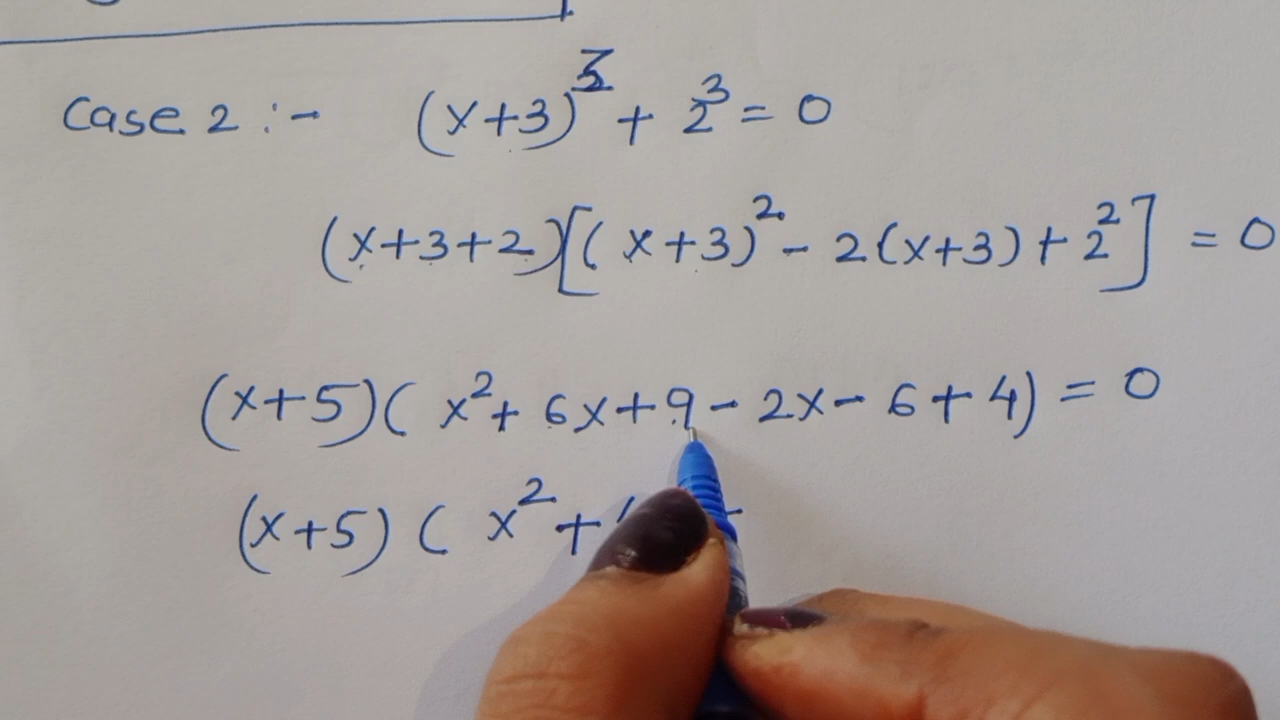 Case 2 :- (x+3)³ + 2³ = 0
(x+3+2)[(x+3)² - 2(x+3) + 2²] = 0
(x+5)( x² + 6x + 9 - 2x - 6 + 4) = 0
(x+5) ( x² +